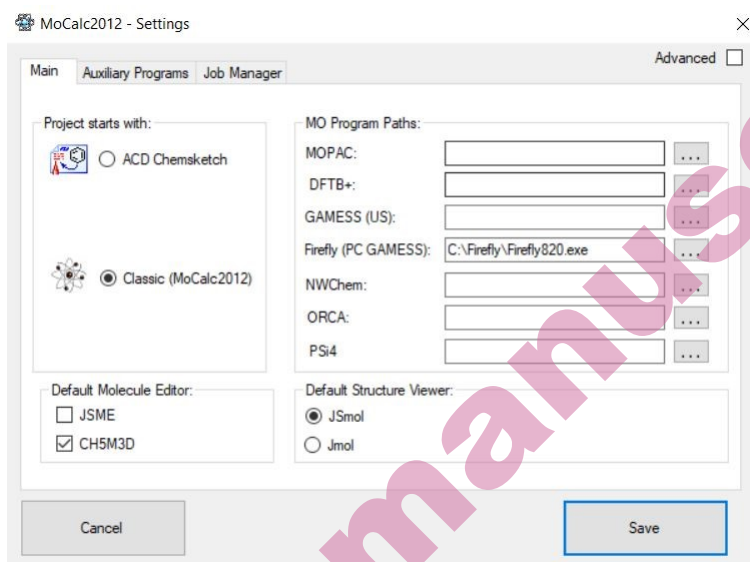 MoCalc2012 - Settings
Advanced
Main
Auxiliary Programs
Job Manager
Project starts with:
ACD Chemsketch
Classic (MoCalc2012)
MO Program Paths:
MOPAC:
...
DFTB+:
...
GAMESS (US):
...
Firefly (PC GAMESS):
C:\Firefly\Firefly820.exe
...
NWChem:
...
ORCA:
...
PSi4
...
Default Molecule Editor:
JSME
CH5M3D
Default Structure Viewer:
JSmol
Jmol
Cancel
Save
manus